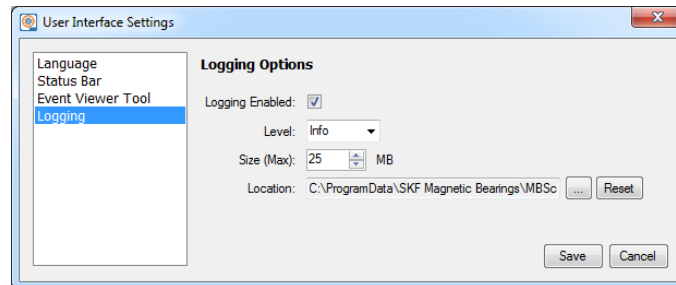 User Interface Settings
Language
Status Bar
Event Viewer Tool
Logging
Logging Options
Logging Enabled:
Level: Info
Size (Max): 25 MB
Location: C:\ProgramData\SKF Magnetic Bearings\MBSc ... Reset
Save Cancel